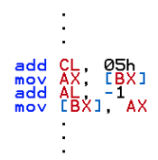 .
.
.
add CL, 05h
mov AX, [BX]
add AL, -1
mov [BX], AX
.
.
.